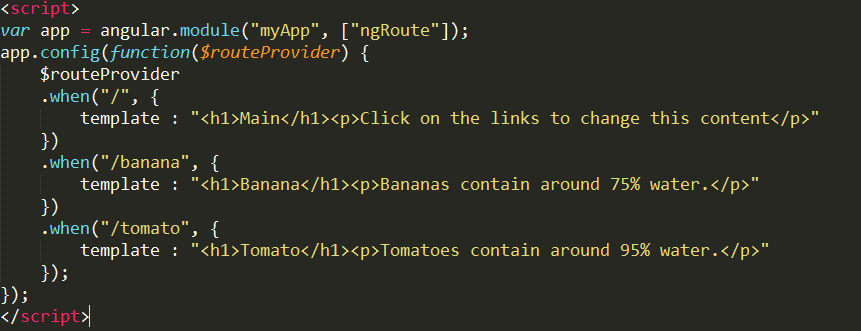 <script>
var app = angular.module("myApp", ["ngRoute"]);
app.config(function($routeProvider) {
    $routeProvider
    .when("/", {
        template : "<h1>Main</h1><p>Click on the links to change this content</p>"
    })
    .when("/banana", {
        template : "<h1>Banana</h1><p>Bananas contain around 75% water.</p>"
    })
    .when("/tomato", {
        template : "<h1>Tomato</h1><p>Tomatoes contain around 95% water.</p>"
    });
});
</script>